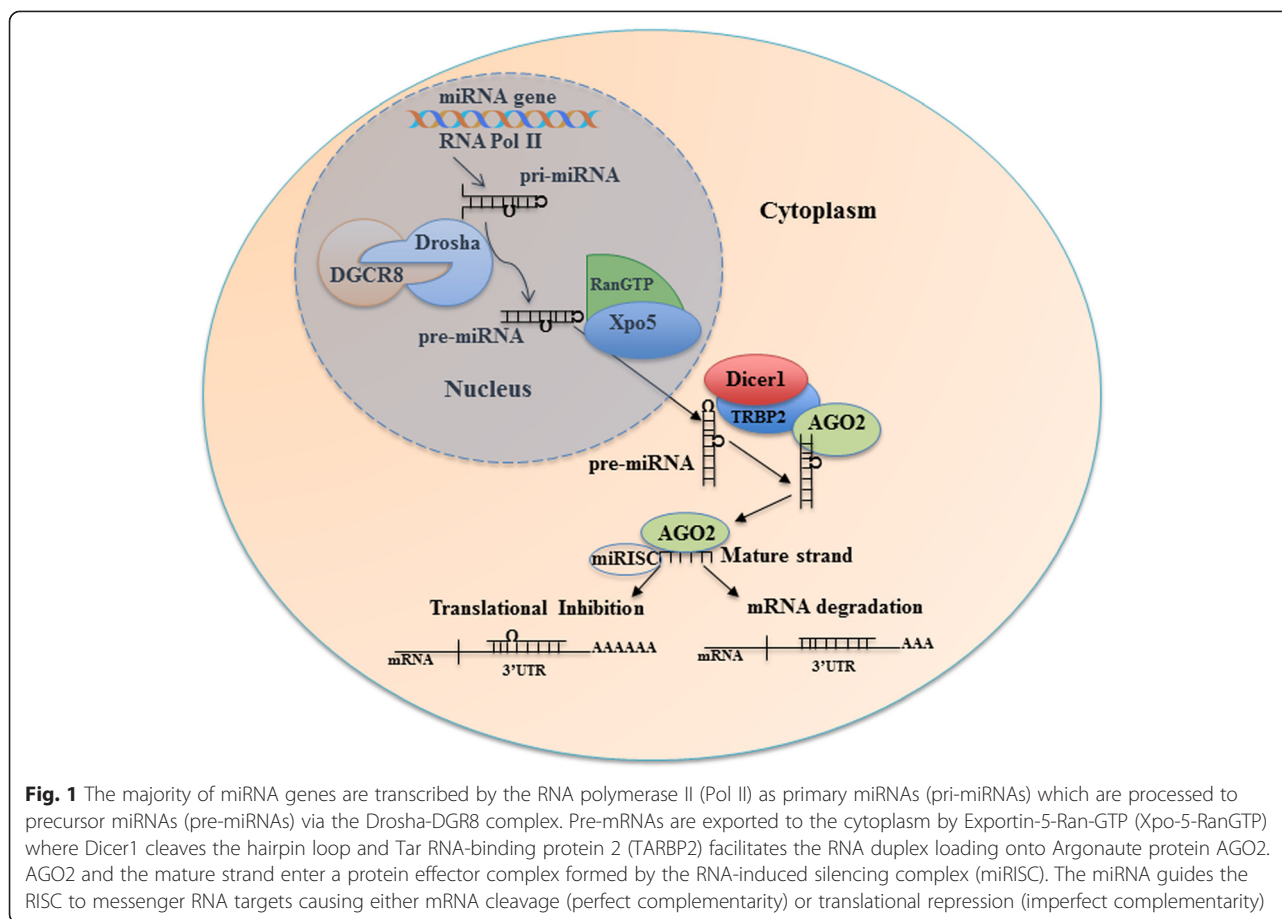 miRNA gene
RNA Pol II
pri-miRNA
Cytoplasm
Drosha
DGCR8
RanGTP
Xpo5
pre-miRNA
Nucleus
Dicer1
TRBP2
AGO2
pre-miRNA
AGO2
miRISC
Mature strand
Translational Inhibition
mRNA degradation
mRNA
AAAAAA
3'UTR
mRNA
AAA
3'UTR
Fig. 1 The majority of miRNA genes are transcribed by the RNA polymerase II (Pol II) as primary miRNAs (pri-miRNAs) which are processed to
precursor miRNAs (pre-miRNAs) via the Drosha-DGR8 complex. Pre-mRNAs are exported to the cytoplasm by Exportin-5-Ran-GTP (Xpo-5-RanGTP)
where Dicer1 cleaves the hairpin loop and Tar RNA-binding protein 2 (TARBP2) facilitates the RNA duplex loading onto Argonaute protein AGO2.
AGO2 and the mature strand enter a protein effector complex formed by the RNA-induced silencing complex (miRISC). The miRNA guides the
RISC to messenger RNA targets causing either mRNA cleavage (perfect complementarity) or translational repression (imperfect complementarity)